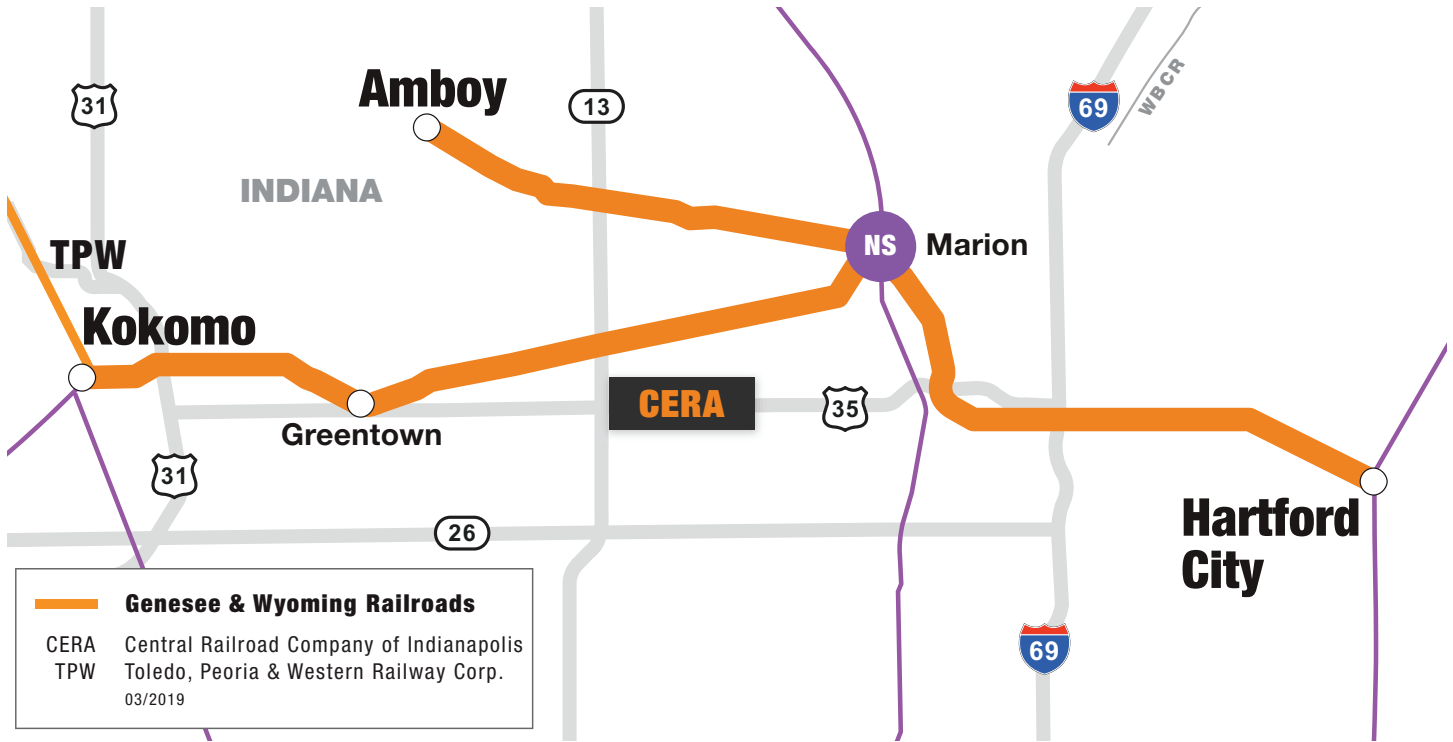 Amboy
31
13
69
WBCR
INDIANA
NS
Marion
TPW
Kokomo
CERA
35
Greentown
31
Hartford
City
26
69
Genesee & Wyoming Railroads
CERA Central Railroad Company of Indianapolis
TPW Toledo, Peoria & Western Railway Corp.
03/2019